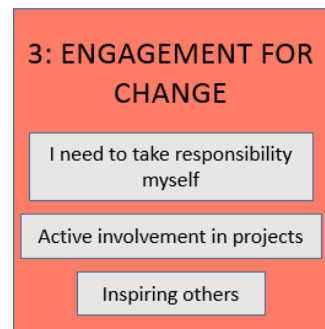 3: ENGAGEMENT FOR
CHANGE
I need to take responsibility
myself
Active involvement in projects
Inspiring others